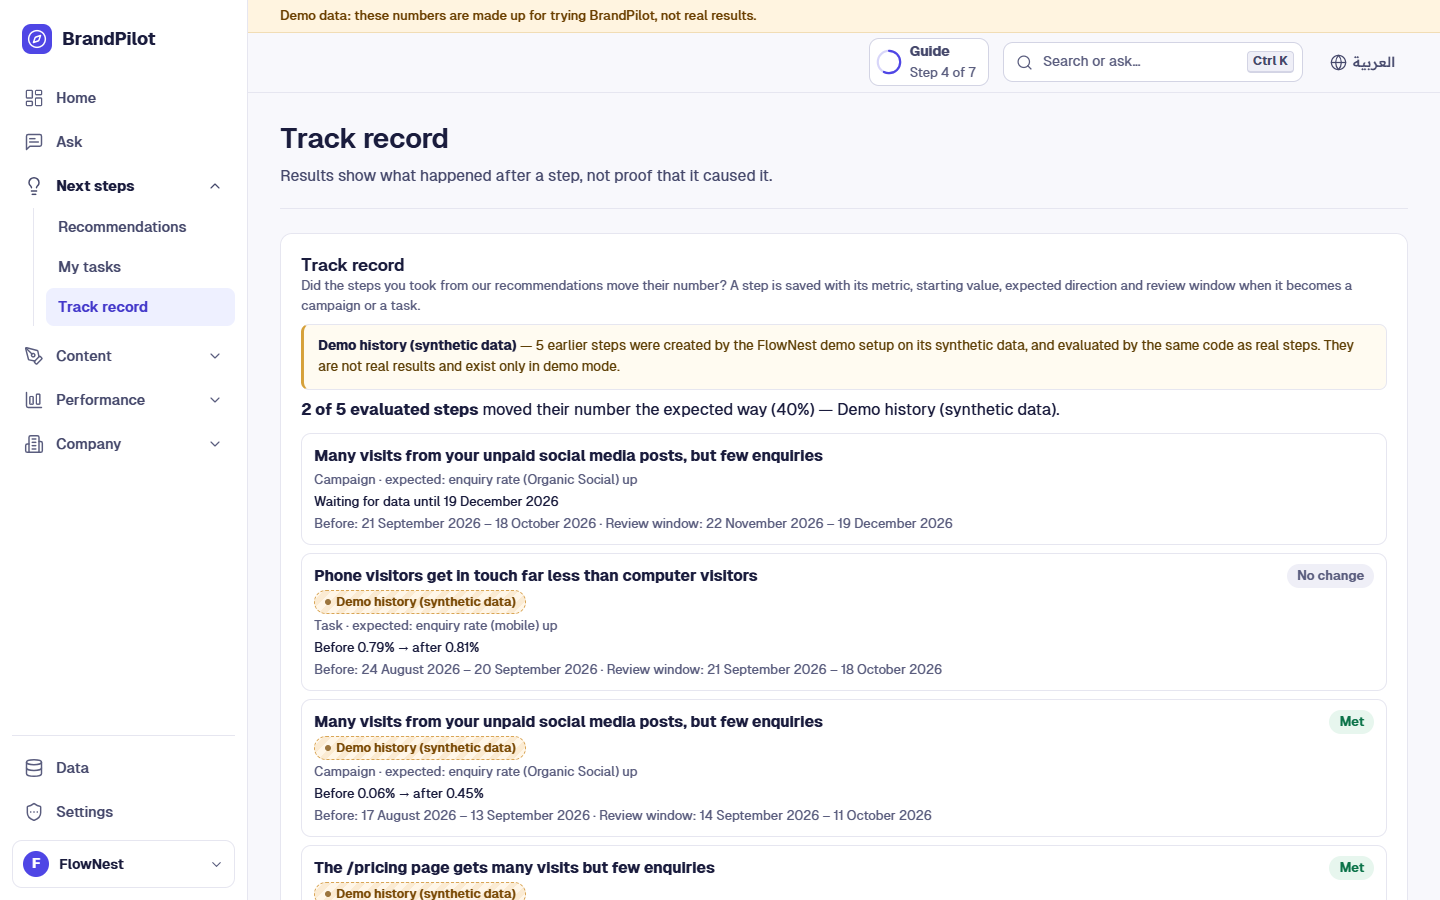 Demo data: these numbers are made up for trying BrandPilot, not real results.
BrandPilot
Guide
Step 4 of 7
Search or ask...
Ctrl K
العربية
Home
Ask
Next steps
Recommendations
My tasks
Track record
Content
Performance
Company
Data
Settings
F
FlowNest
Track record
Results show what happened after a step, not proof that it caused it.
Track record
Did the steps you took from our recommendations move their number? A step is saved with its metric, starting value, expected direction and review window when it becomes a
campaign or a task.
Demo history (synthetic data) — 5 earlier steps were created by the FlowNest demo setup on its synthetic data, and evaluated by the same code as real steps. They
are not real results and exist only in demo mode.
2 of 5 evaluated steps moved their number the expected way (40%) — Demo history (synthetic data).
Many visits from your unpaid social media posts, but few enquiries
Campaign · expected: enquiry rate (Organic Social) up
Waiting for data until 19 December 2026
Before: 21 September 2026 – 18 October 2026 · Review window: 22 November 2026 – 19 December 2026
Phone visitors get in touch far less than computer visitors
No change
Demo history (synthetic data)
Task · expected: enquiry rate (mobile) up
Before 0.79% → after 0.81%
Before: 24 August 2026 – 20 September 2026 · Review window: 21 September 2026 – 18 October 2026
Many visits from your unpaid social media posts, but few enquiries
Met
Demo history (synthetic data)
Campaign · expected: enquiry rate (Organic Social) up
Before 0.06% → after 0.45%
Before: 17 August 2026 – 13 September 2026 · Review window: 14 September 2026 – 11 October 2026
The /pricing page gets many visits but few enquiries
Met
Demo history (synthetic data)